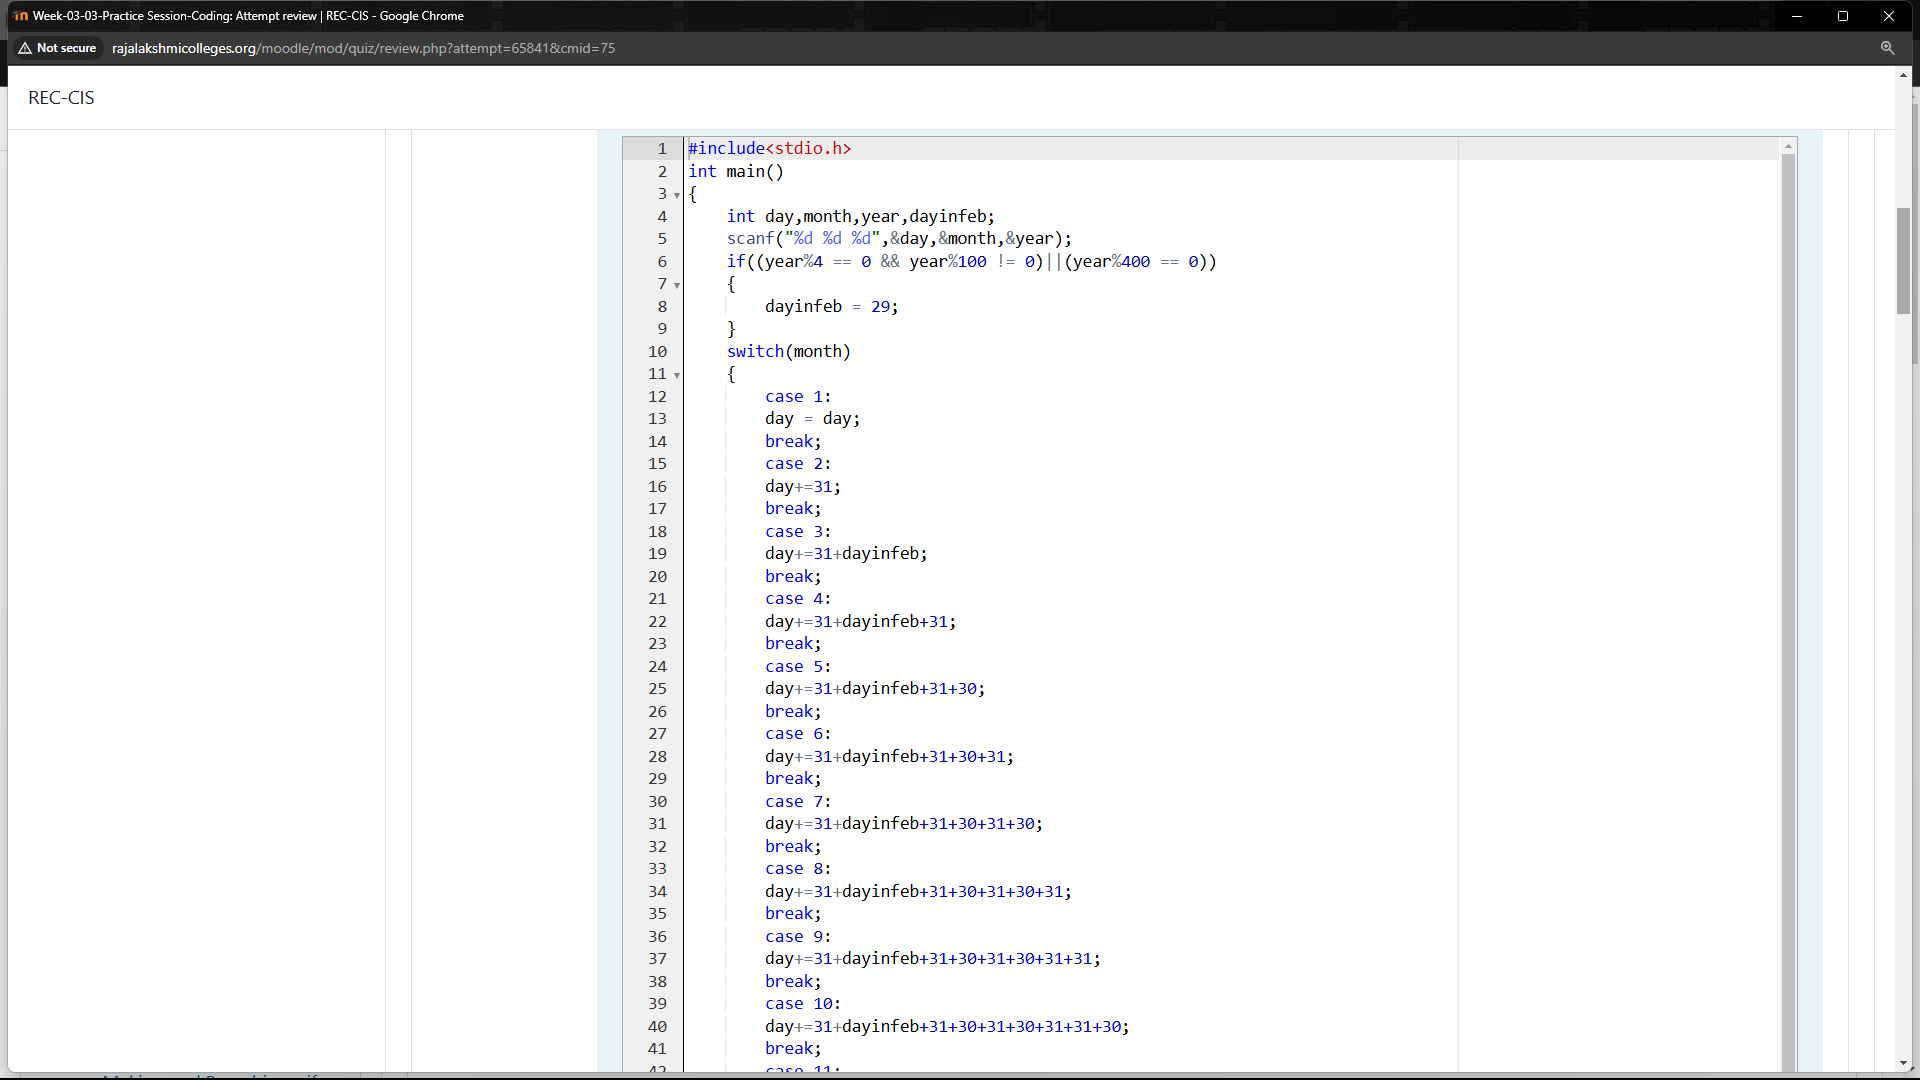 Week-03-03-Practice Session-Coding: Attempt review | REC-CIS - Google Chrome
Not secure rajalakshmicolleges.org/moodle/mod/quiz/review.php?attempt=65841&cmid=75
REC-CIS
1 #include<stdio.h>
2 int main()
3 {
4 int day,month,year,dayinfeb;
5 scanf("%d %d %d",&day,&month,&year);
6 if((year%4 == 0 && year%100 != 0)||(year%400 == 0))
7 {
8 dayinfeb = 29;
9 }
10 switch(month)
11 {
12 case 1:
13 day = day;
14 break;
15 case 2:
16 day+=31;
17 break;
18 case 3:
19 day+=31+dayinfeb;
20 break;
21 case 4:
22 day+=31+dayinfeb+31;
23 break;
24 case 5:
25 day+=31+dayinfeb+31+30;
26 break;
27 case 6:
28 day+=31+dayinfeb+31+30+31;
29 break;
30 case 7:
31 day+=31+dayinfeb+31+30+31+30;
32 break;
33 case 8:
34 day+=31+dayinfeb+31+30+31+30+31;
35 break;
36 case 9:
37 day+=31+dayinfeb+31+30+31+30+31+31;
38 break;
39 case 10:
40 day+=31+dayinfeb+31+30+31+30+31+31+30;
41 break;
42 case 11: